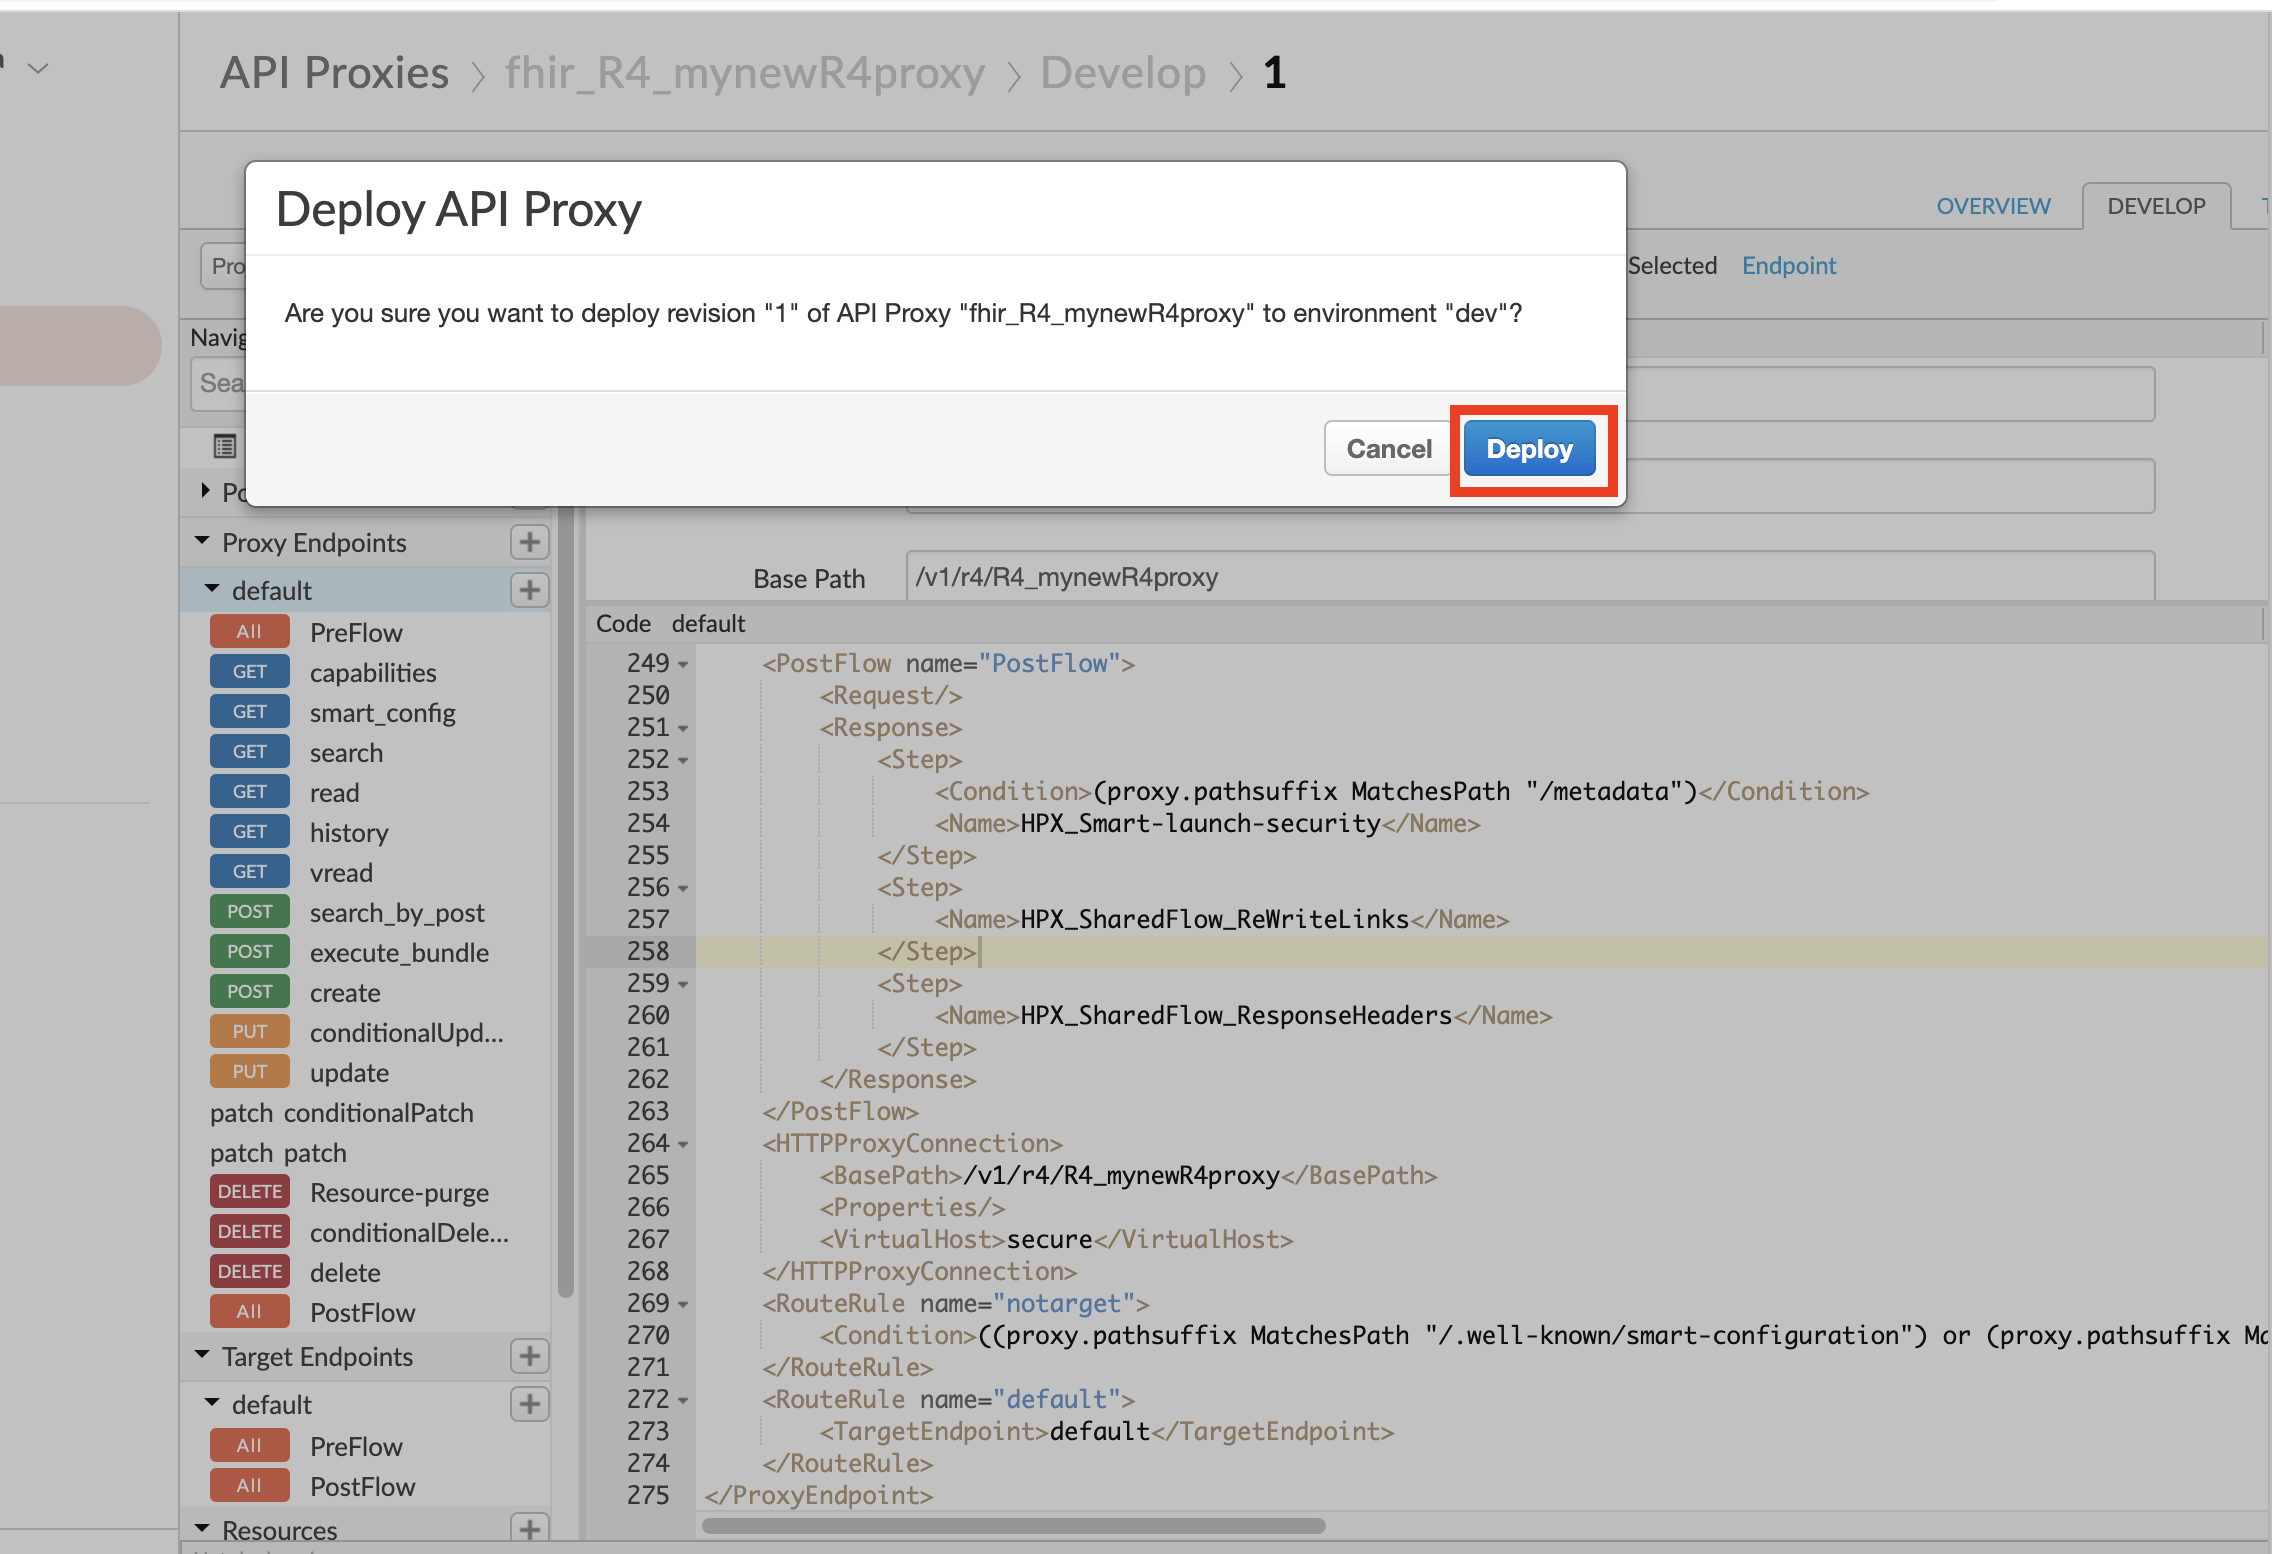 API Proxies > fhir_R4_mynewR4proxy > Develop > 1
OVERVIEW DEVELOP
Deploy API Proxy
Selected Endpoint
Are you sure you want to deploy revision "1" of API Proxy "fhir_R4_mynewR4proxy" to environment "dev"?
Cancel Deploy
Proxy Endpoints
default
All PreFlow
GET capabilities
GET smart_config
GET search
GET read
GET history
GET vread
POST search_by_post
POST execute_bundle
POST create
PUT conditionalUpd...
PUT update
patch conditionalPatch
patch patch
DELETE Resource-purge
DELETE conditionalDele...
DELETE delete
All PostFlow
Target Endpoints
default
All PreFlow
All PostFlow
Resources
Base Path /v1/r4/R4_mynewR4proxy
Code default
249 <PostFlow name="PostFlow">
250 <Request/>
251 <Response>
252 <Step>
253 <Condition>(proxy.pathsuffix MatchesPath "/metadata")</Condition>
254 <Name>HPX_Smart-launch-security</Name>
255 </Step>
256 <Step>
257 <Name>HPX_SharedFlow_ReWriteLinks</Name>
258 </Step>
259 <Step>
260 <Name>HPX_SharedFlow_ResponseHeaders</Name>
261 </Step>
262 </Response>
263 </PostFlow>
264 <HTTPProxyConnection>
265 <BasePath>/v1/r4/R4_mynewR4proxy</BasePath>
266 <Properties/>
267 <VirtualHost>secure</VirtualHost>
268 </HTTPProxyConnection>
269 <RouteRule name="notarget">
270 <Condition>((proxy.pathsuffix MatchesPath "/.well-known/smart-configuration") or (proxy.pathsuffix
271 </RouteRule>
272 <RouteRule name="default">
273 <TargetEndpoint>default</TargetEndpoint>
274 </RouteRule>
275 </ProxyEndpoint>